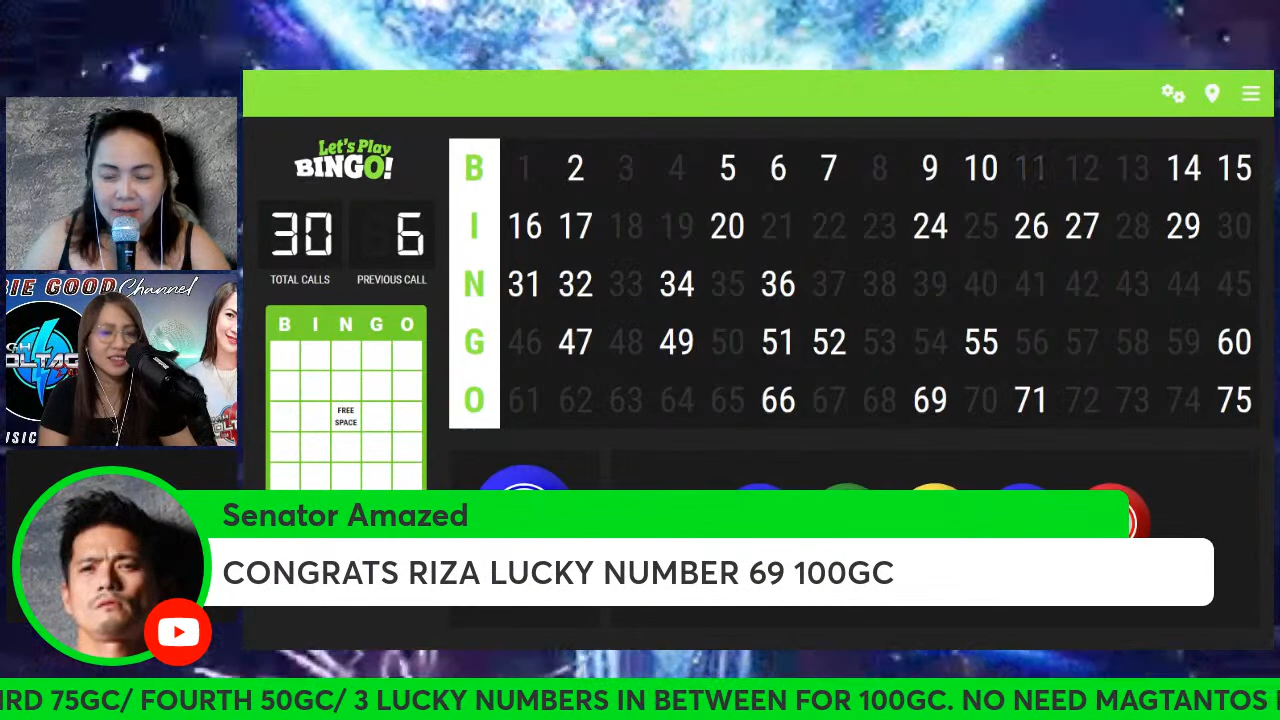 Let's Play
BINGO!
30 6
TOTAL CALLS PREVIOUS CALL
B I N G O
FREE
SPACE
B 1 2 3 4 5 6 7 8 9 10 11 12 13 14 15
I 16 17 18 19 20 21 22 23 24 25 26 27 28 29 30
N 31 32 33 34 35 36 37 38 39 40 41 42 43 44 45
G 46 47 48 49 50 51 52 53 54 55 56 57 58 59 60
O 61 62 63 64 65 66 67 68 69 70 71 72 73 74 75
GOOD Channel
Senator Amazed
CONGRATS RIZA LUCKY NUMBER 69 100GC
75GC/ FOURTH 50GC/ 3 LUCKY NUMBERS IN BETWEEN FOR 100GC. NO NEED MAGTANTOS